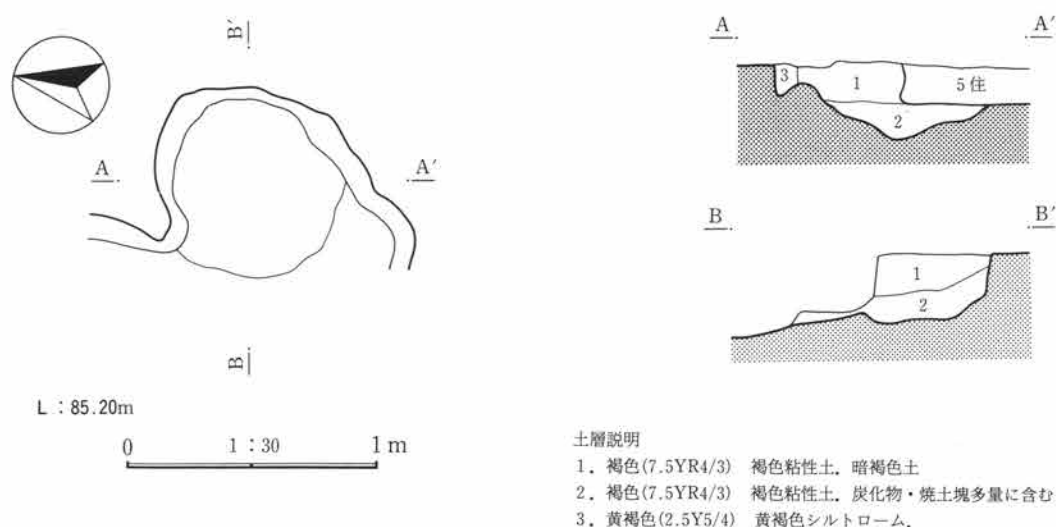 B′
A
A′
B
L：85.20m
0 1：30 1m
A
A′
3
1
5住
2
B
B′
1
2
土層説明
1．褐色(7.5YR4/3) 褐色粘性土．暗褐色土
2．褐色(7.5YR4/3) 褐色粘性土．炭化物・焼土塊多量に含む
3．黄褐色(2.5Y5/4) 黄褐色シルトローム．